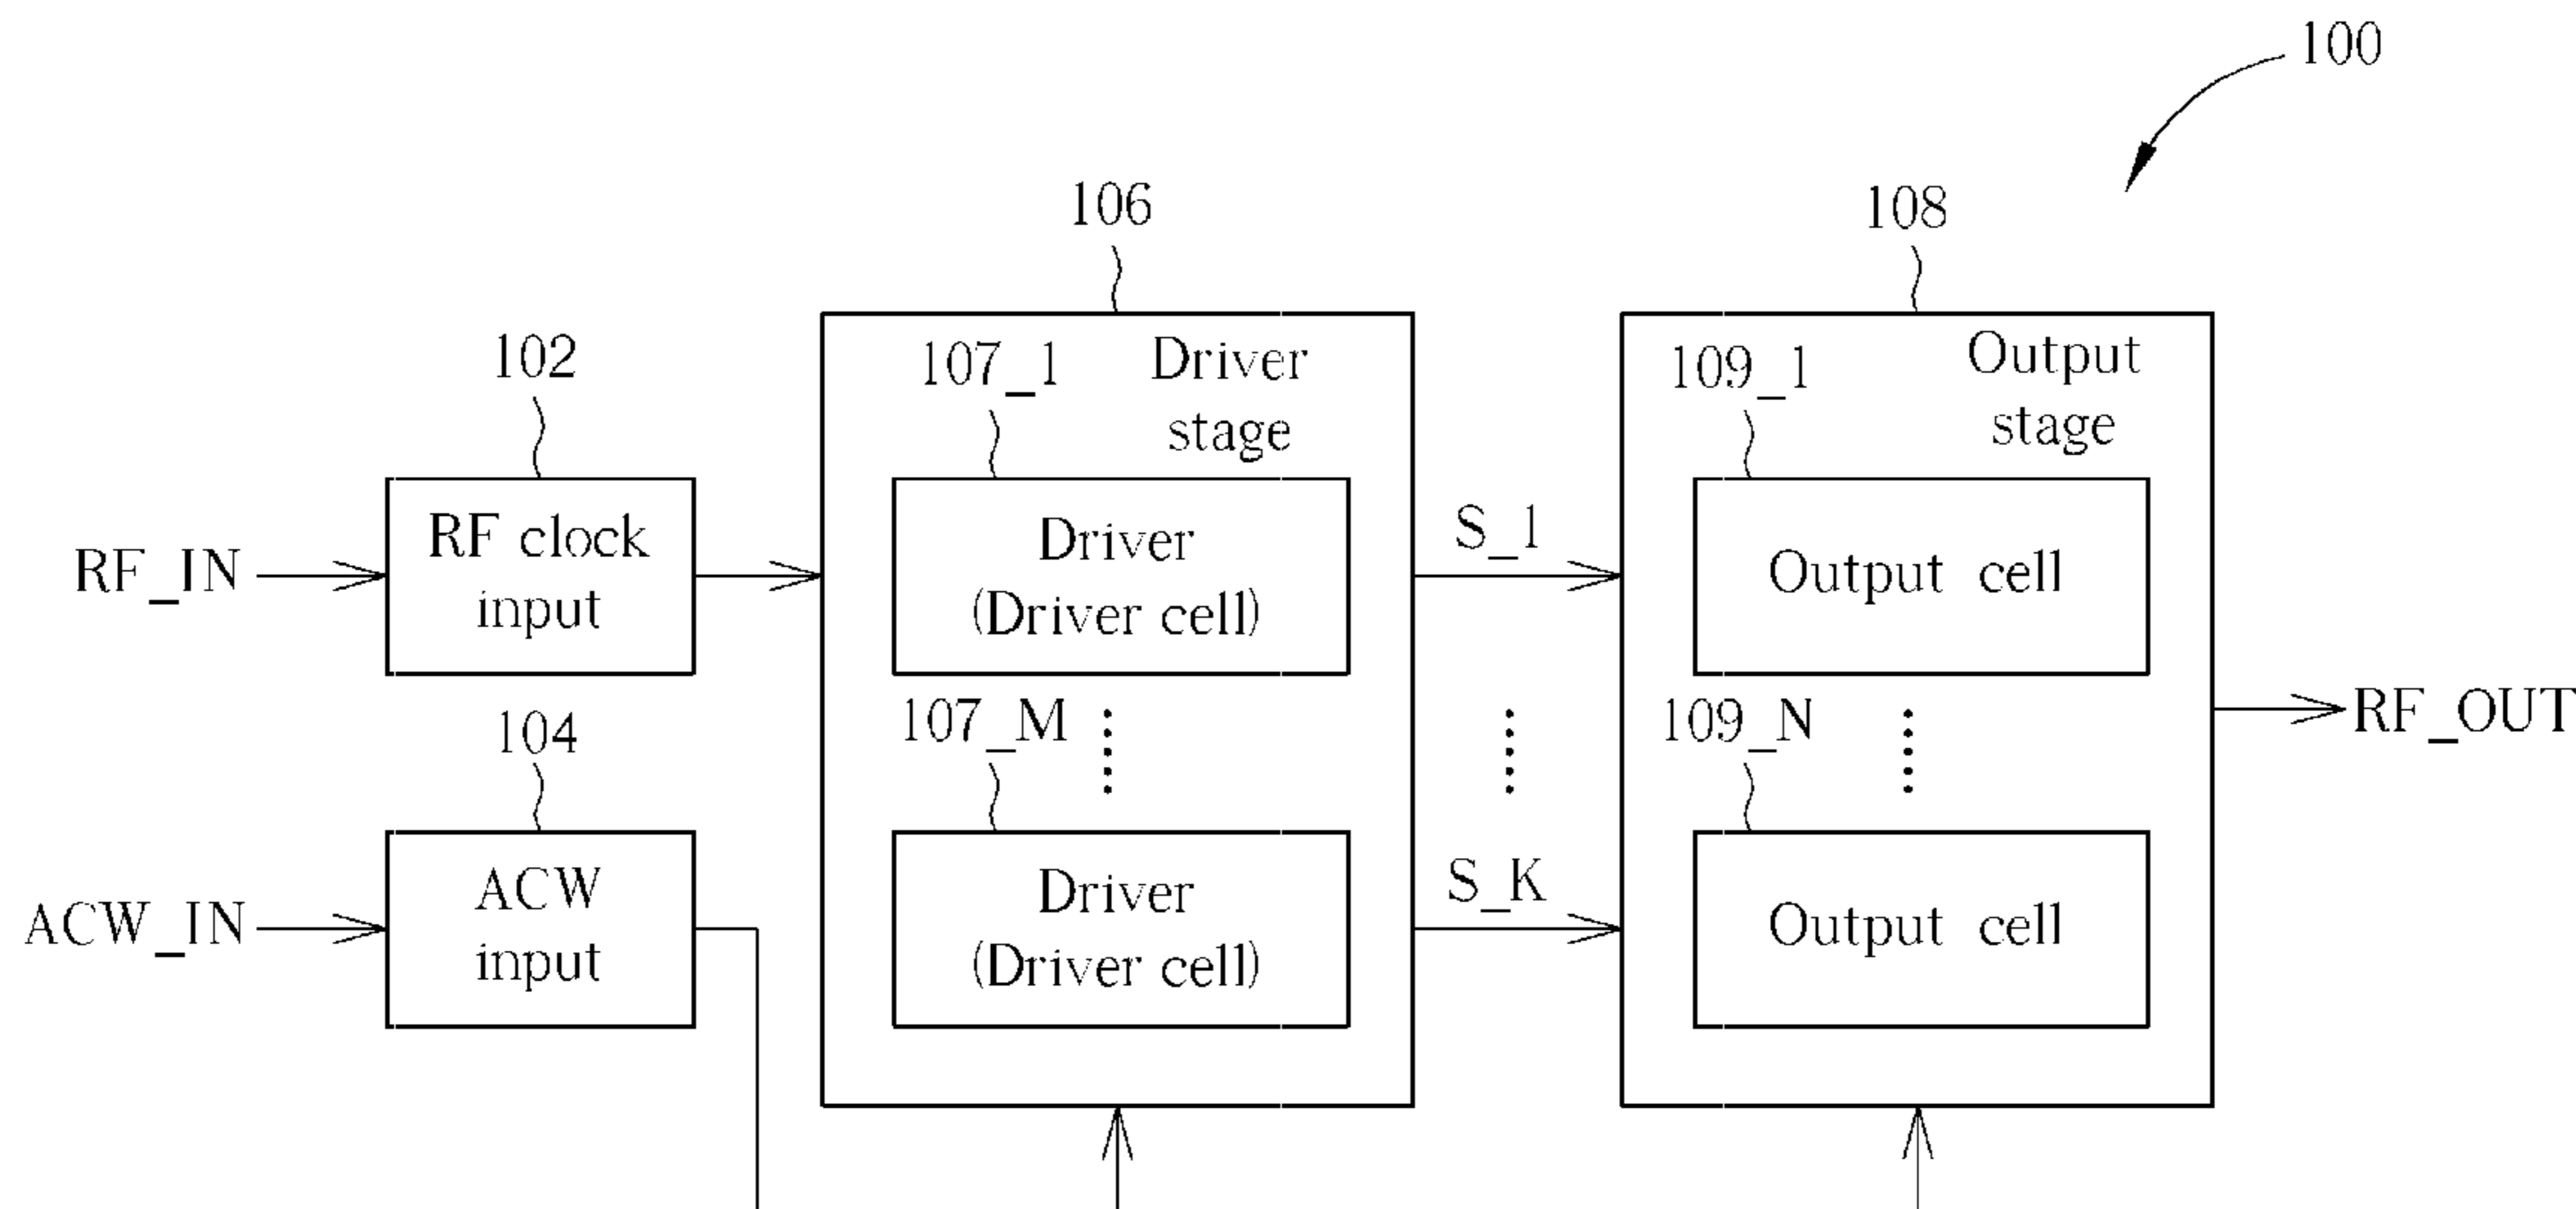 100
106
108
102
107_1
Driver
stage
109_1
Output
stage
RF_IN
RF clock
input
Driver
(Driver cell)
S_1
Output cell
104
107_M
109_N
RF_OUT
ACW_IN
ACW
input
Driver
(Driver cell)
S_K
Output cell